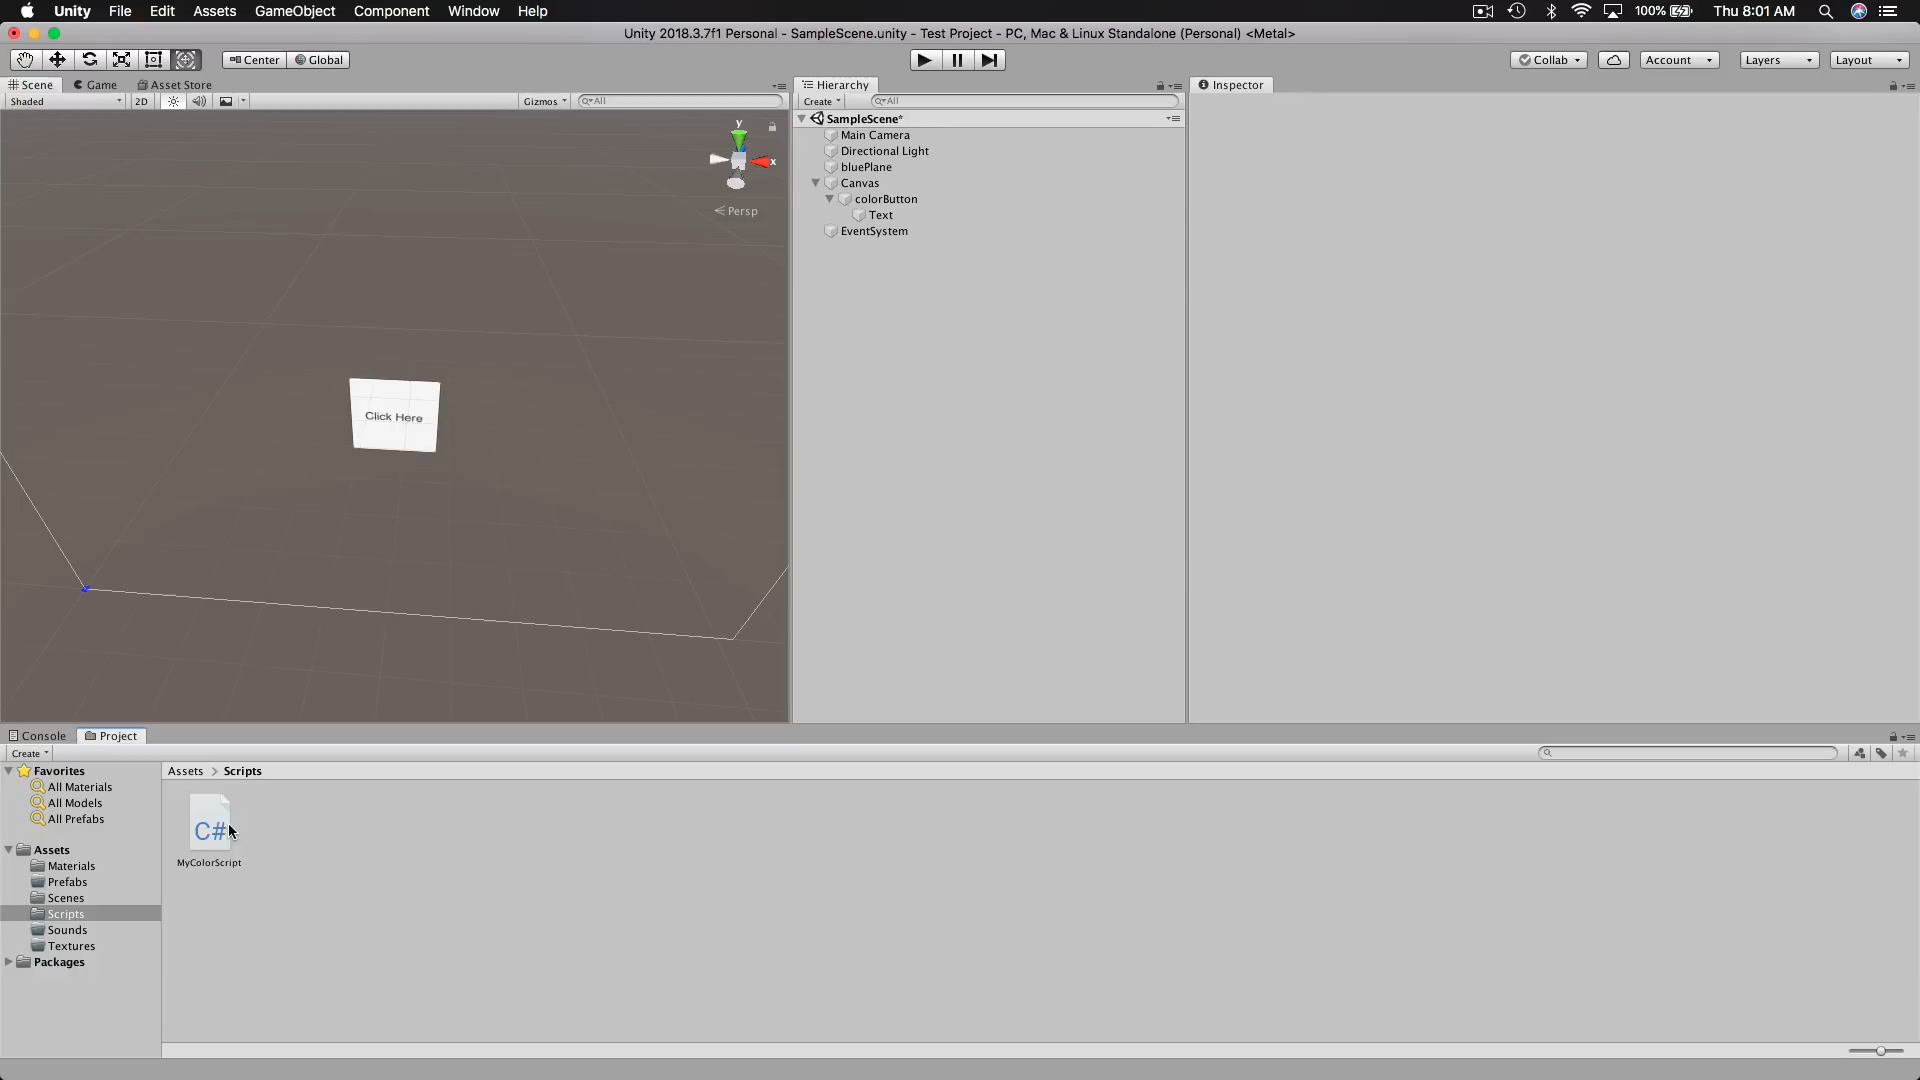 Unity File Edit Assets GameObject Component Window Help 100% Thu 8:01 AM
Unity 2018.3.7f1 Personal - SampleScene.unity - Test Project - PC, Mac & Linux Standalone (Personal) <Metal>
Center Global Collab Account Layers Layout
Scene Game Asset Store
Shaded 2D Gizmos All
y
x
Persp
Click Here
Hierarchy
Create All
SampleScene*
Main Camera
Directional Light
bluePlane
Canvas
colorButton
Text
EventSystem
Inspector
Console Project
Create
Favorites
All Materials
All Models
All Prefabs
Assets
Materials
Prefabs
Scenes
Scripts
Sounds
Textures
Packages
Assets > Scripts
C#
MyColorScript